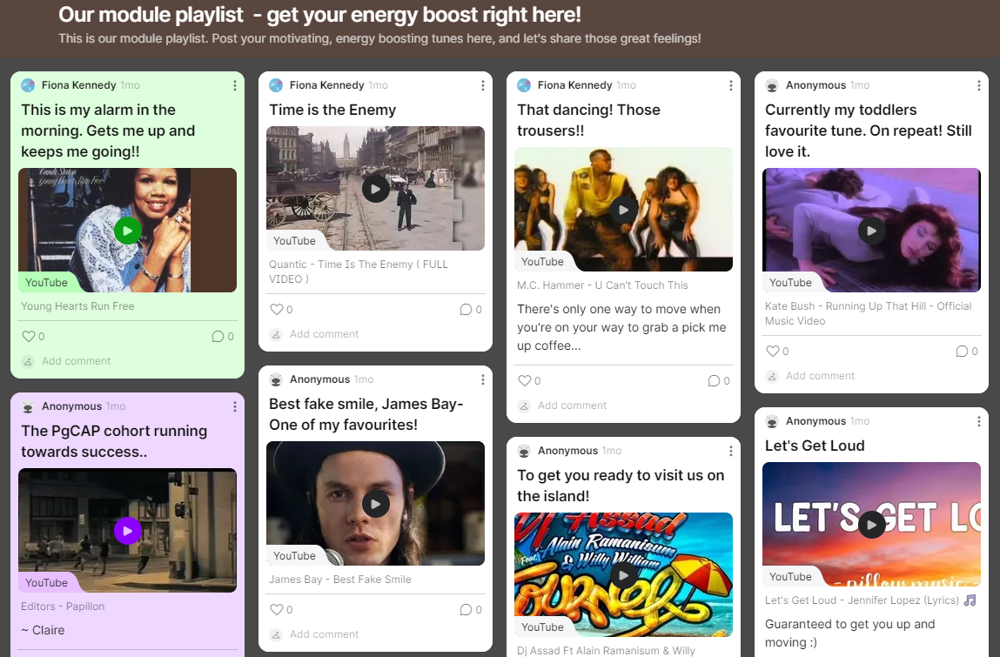 Our module playlist - get your energy boost right here!
This is our module playlist. Post your motivating, energy boosting tunes here, and let's share those great feelings!
Fiona Kennedy 1mo
This is my alarm in the
morning. Gets me up and
keeps me going!!
Candi Staton
Young Hearts Run Free
YouTube
Young Hearts Run Free
0 0
Add comment
Anonymous 1mo
The PgCAP cohort running
towards success..
YouTube
Editors - Papillon
~ Claire
Fiona Kennedy 1mo
Time is the Enemy
YouTube
Quantic - Time Is The Enemy ( FULL
VIDEO )
0 0
Add comment
Anonymous 1mo
Best fake smile, James Bay-
One of my favourites!
YouTube
James Bay - Best Fake Smile
0 0
Add comment
Fiona Kennedy 1mo
That dancing! Those
trousers!!
YouTube
M.C. Hammer - U Can't Touch This
There's only one way to move when
you're on your way to grab a pick me
up coffee...
0 0
Add comment
Anonymous 1mo
To get you ready to visit us on
the island!
Dj Assad
Feat. Alain Ramanisum
& Willy William
YouTube
Dj Assad Ft Alain Ramanisum & Willy
Anonymous 1mo
Currently my toddlers
favourite tune. On repeat! Still
love it.
YouTube
Kate Bush - Running Up That Hill - Official
Music Video
0 0
Add comment
Anonymous 1mo
Let's Get Loud
LET'S GET LO
- pillow music -
YouTube
Let's Get Loud - Jennifer Lopez (Lyrics) 🎵
Guaranteed to get you up and
moving :)